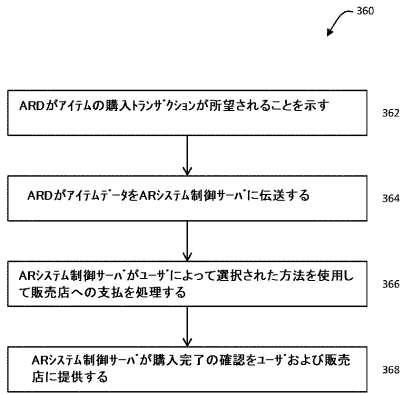 360
ARDがｱｲﾃﾑの購入ﾄﾗﾝｻﾞｸｼｮﾝが所望されることを示す
362
ARDがｱｲﾃﾑﾃﾞｰﾀをARｼｽﾃﾑ制御ｻｰﾊﾞに伝送する
364
ARｼｽﾃﾑ制御ｻｰﾊﾞがﾕｰｻﾞによって選択された方法を使用し
て販売店への支払を処理する
366
ARｼｽﾃﾑ制御ｻｰﾊﾞが購入完了の確認をﾕｰｻﾞおよび販売
店に提供する
368